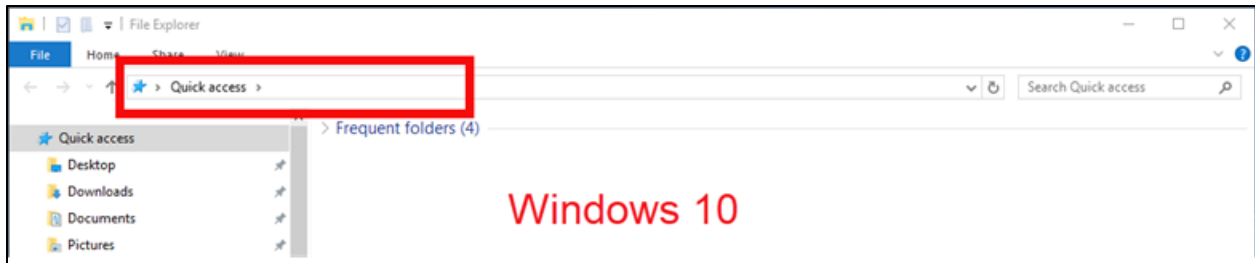 File Explorer
File Home Share View
Quick access
Search Quick access
Quick access
Frequent folders (4)
Desktop
Downloads
Documents
Pictures
Windows 10